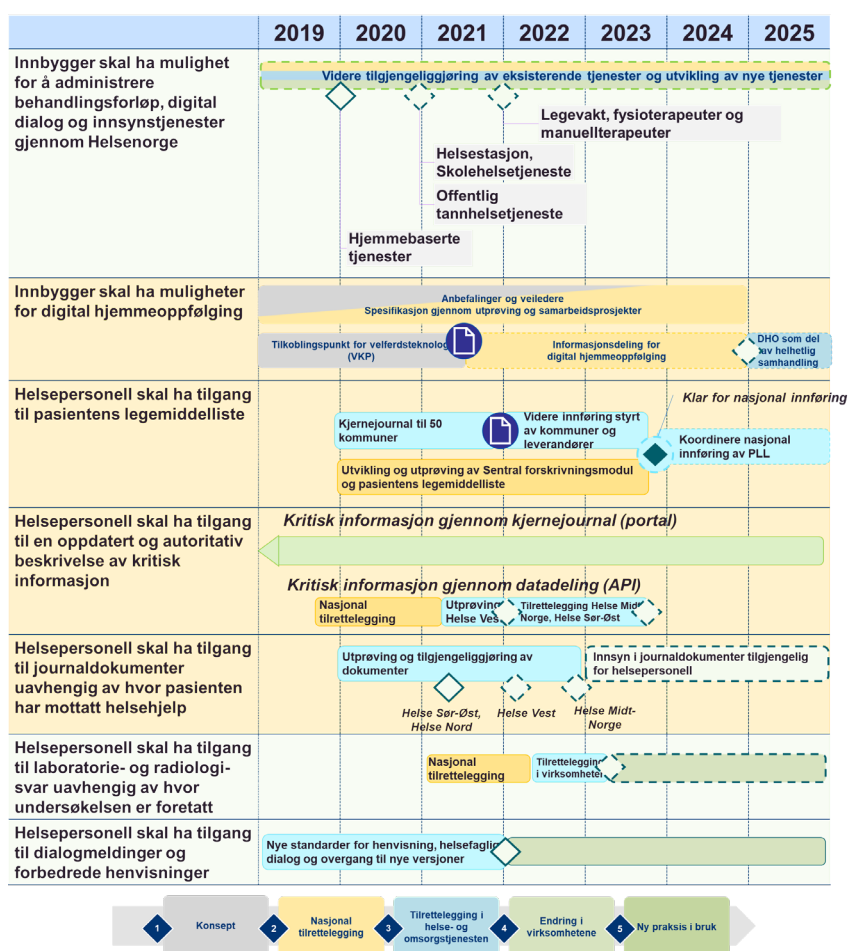 2019 2020 2021 2022 2023 2024 2025
Innbygger skal ha mulighet
for å administrere
behandlingsforløp, digital
dialog og innsynstjenester
gjennom Helsenorge
Videre tilgjengeliggjøring av eksisterende tjenester og utvikling av nye tjenester
Legevakt, fysioterapeuter og
manuellterapeuter
Helsestasjon,
Skolehelsetjeneste
Offentlig
tannhelsetjeneste
Hjemmebaserte
tjenester
Innbygger skal ha muligheter
for digital hjemmeoppfølging
Anbefalinger og veiledere
Spesifikasjon gjennom utprøving og samarbeidsprosjekter
Tilkoblingspunkt for velferdsteknolog
(VKP)
Informasjonsdeling for
digital hjemmeoppfølging
DHO som del
av helhetlig
samhandling
Helsepersonell skal ha tilgang
til pasientens legemiddelliste
Klar for nasjonal innføring
Kjernejournal til 50
kommuner
Videre innføring styrt
av kommuner og
leverandører
Koordinere nasjonal
innføring av PLL
Utvikling og utprøving av Sentral forskrivningsmodul
og pasientens legemiddelliste
Helsepersonell skal ha tilgang
til en oppdatert og autoritativ
beskrivelse av kritisk
informasjon
Kritisk informasjon gjennom kjernejournal (portal)
Kritisk informasjon gjennom datadeling (API)
Nasjonal
tilrettelegging
Utprøving
Helse Vest
Tilrettelegging Helse Midt
Norge, Helse Sør-Øst
Helsepersonell skal ha tilgang
til journaldokumenter
uavhengig av hvor pasienten
har mottatt helsehjelp
Utprøving og tilgjengeliggjøring av
dokumenter
Innsyn i journaldokumenter tilgjengelig
for helsepersonell
Helse Sør-Øst,
Helse Nord
Helse Vest
Helse Midt-
Norge
Helsepersonell skal ha tilgang
til laboratorie- og radiologi-
svar uavhengig av hvor
undersøkelsen er foretatt
Nasjonal
tilrettelegging
Tilrettelegging
i virksomheter
Helsepersonell skal ha tilgang
til dialogmeldinger og
forbedrede henvisninger
Nye standarder for henvisning, helsefaglig
dialog og overgang til nye versjoner
1
Konsept
2
Nasjonal
tilrettelegging
3
Tilrettelegging i
helse- og
omsorgstjenesten
4
Endring i
virksomhetene
5
Ny praksis i bruk